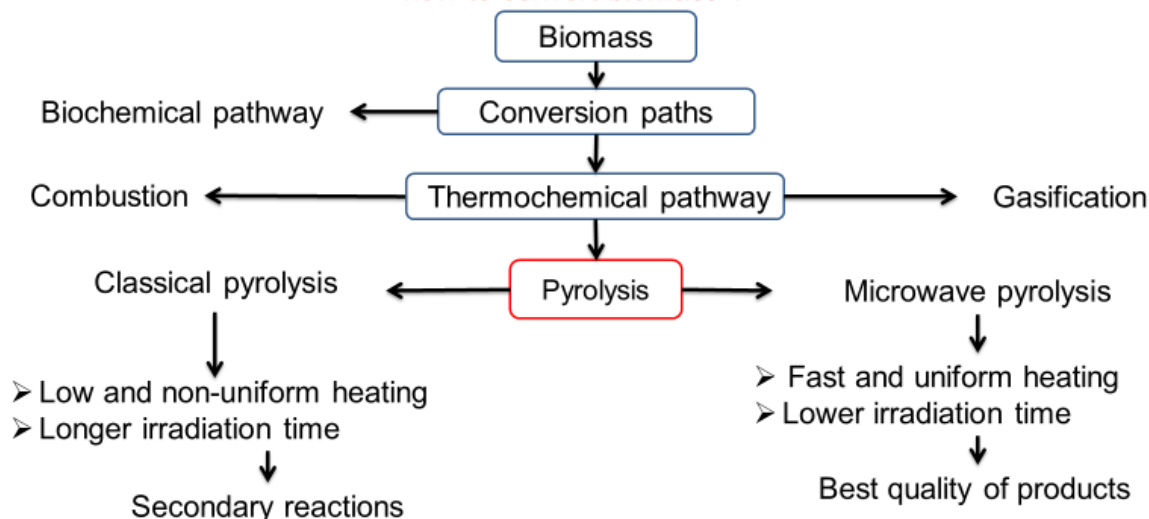 Biomass
Biochemical pathway
Conversion paths
Combustion
Thermochemical pathway
Gasification
Classical pyrolysis
Pyrolysis
Microwave pyrolysis
➢ Low and non-uniform heating
➢ Longer irradiation time
➢ Fast and uniform heating
➢ Lower irradiation time
Secondary reactions
Best quality of products